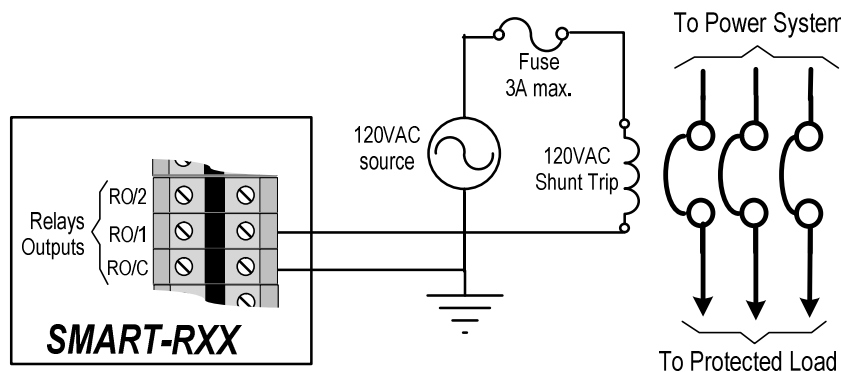 To Power System
Fuse
3A max.
120VAC
source
120VAC
Shunt Trip
Relays
Outputs
RO/2
RO/1
RO/C
SMART-RXX
To Protected Load